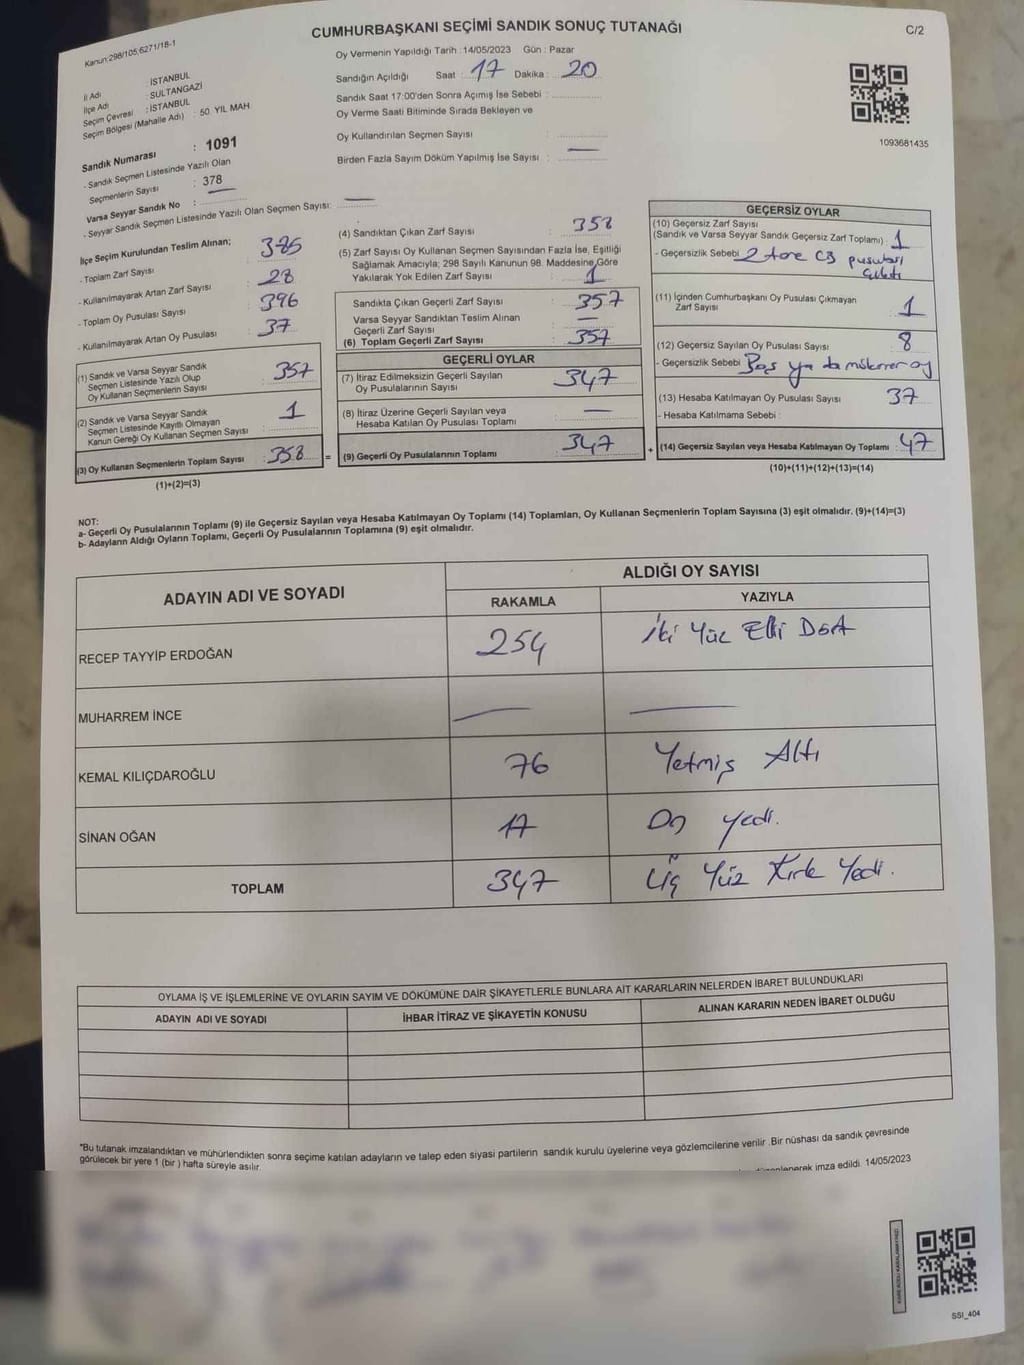 CUMHURBAŞKANI SEÇİMİ SANDIK SONUÇ TUTANAĞI
C/2
Kanun:298/105,6271/18-1
İl Adı : İSTANBUL
İlçe Adı : SULTANGAZİ
Seçim Çevresi : İSTANBUL
Seçim Bölgesi (Mahalle Adı) : 50. YIL MAH
Sandık Numarası : 1091
- Sandık Seçmen Listesinde Yazılı Olan
Seçmenlerin Sayısı : 378
Varsa Seyyar Sandık No : —
- Seyyar Sandık Seçmen Listesinde Yazılı Olan Seçmen Sayısı: —
Oy Vermenin Yapıldığı Tarih : 14/05/2023 Gün : Pazar
Sandığın Açıldığı Saat : 17 Dakika : 20
Sandık Saat 17:00'den Sonra Açımış İse Sebebi :
Oy Verme Saati Bitiminde Sırada Bekleyen ve
Oy Kullandırılan Seçmen Sayısı :
Birden Fazla Sayım Döküm Yapılmış İse Sayısı : —
1093681435
İlçe Seçim Kurulundan Teslim Alınan;
- Toplam Zarf Sayısı : 385
- Kullanılmayarak Artan Zarf Sayısı : 28
- Toplam Oy Pusulası Sayısı : 396
- Kullanılmayarak Artan Oy Pusulası : 37
(1) Sandık ve Varsa Seyyar Sandık
Seçmen Listesinde Yazılı Olup
Oy Kullanan Seçmenlerin Sayısı : 357
(2) Sandık ve Varsa Seyyar Sandık
Seçmen Listesinde Kayıtlı Olmayan
Kanun Gereği Oy Kullanan Seçmen Sayısı : 1
(3) Oy Kullanan Seçmenlerin Toplam Sayısı : 358
(1)+(2)=(3)
(4) Sandıktan Çıkan Zarf Sayısı : 358
(5) Zarf Sayısı Oy Kullanan Seçmen Sayısından Fazla İse, Eşitliği
Sağlamak Amacıyla; 298 Sayılı Kanunun 98. Maddesine Göre
Yakılarak Yok Edilen Zarf Sayısı : 1
Sandıkta Çıkan Geçerli Zarf Sayısı : 357
Varsa Seyyar Sandıktan Teslim Alınan
Geçerli Zarf Sayısı : —
(6) Toplam Geçerli Zarf Sayısı : 357
GEÇERLİ OYLAR
(7) İtiraz Edilmeksizin Geçerli Sayılan
Oy Pusulalarının Sayısı : 347
(8) İtiraz Üzerine Geçerli Sayılan veya
Hesaba Katılan Oy Pusulası Toplamı : —
= (9) Geçerli Oy Pusulalarının Toplamı : 347
GEÇERSİZ OYLAR
(10) Geçersiz Zarf Sayısı
(Sandık ve Varsa Seyyar Sandık Geçersiz Zarf Toplamı) : 1
- Geçersizlik Sebebi : 2 tane CB pusulası
çıktı
(11) İçinden Cumhurbaşkanı Oy Pusulası Çıkmayan
Zarf Sayısı : 1
(12) Geçersiz Sayılan Oy Pusulası Sayısı : 8
- Geçersizlik Sebebi : Boş ya da mükerrer oy
(13) Hesaba Katılmayan Oy Pusulası Sayısı : 37
- Hesaba Katılmama Sebebi :
+ (14) Geçersiz Sayılan veya Hesaba Katılmayan Oy Toplamı : 47
(10)+(11)+(12)+(13)=(14)
NOT:
a- Geçerli Oy Pusulalarının Toplamı (9) ile Geçersiz Sayılan veya Hesaba Katılmayan Oy Toplamı (14) Toplamları, Oy Kullanan Seçmenlerin Toplam Sayısına (3) eşit olmalıdır. (9)+(14)=(3)
b- Adayların Aldığı Oyların Toplamı, Geçerli Oy Pusulalarının Toplamına (9) eşit olmalıdır.
ADAYIN ADI VE SOYADI
ALDIĞI OY SAYISI
RAKAMLA YAZIYLA
RECEP TAYYİP ERDOĞAN 254 İki Yüz Elli Dört
MUHARREM İNCE — —
KEMAL KILIÇDAROĞLU 76 Yetmiş Altı
SİNAN OĞAN 17 On yedi.
TOPLAM 347 Üç Yüz Kırk Yedi.
OYLAMA İŞ VE İŞLEMLERİNE VE OYLARIN SAYIM VE DÖKÜMÜNE DAİR ŞİKAYETLERLE BUNLARA AİT KARARLARIN NELERDEN İBARET BULUNDUKLARI
ADAYIN ADI VE SOYADI İHBAR İTİRAZ VE ŞİKAYETİN KONUSU ALINAN KARARIN NEDEN İBARET OLDUĞU
*Bu tutanak imzalandıktan ve mühürlendikten sonra seçime katılan adayların ve talep eden siyasi partilerin sandık kurulu üyelerine veya gözlemcilerine verilir .Bir nüshası da sandık çevresinde
görülecek bir yere 1 (bir ) hafta süreyle asılır.
düzenlenerek imza edildi. 14/05/2023
KARE KODU KARALAMAYINIZ!
SSI_404